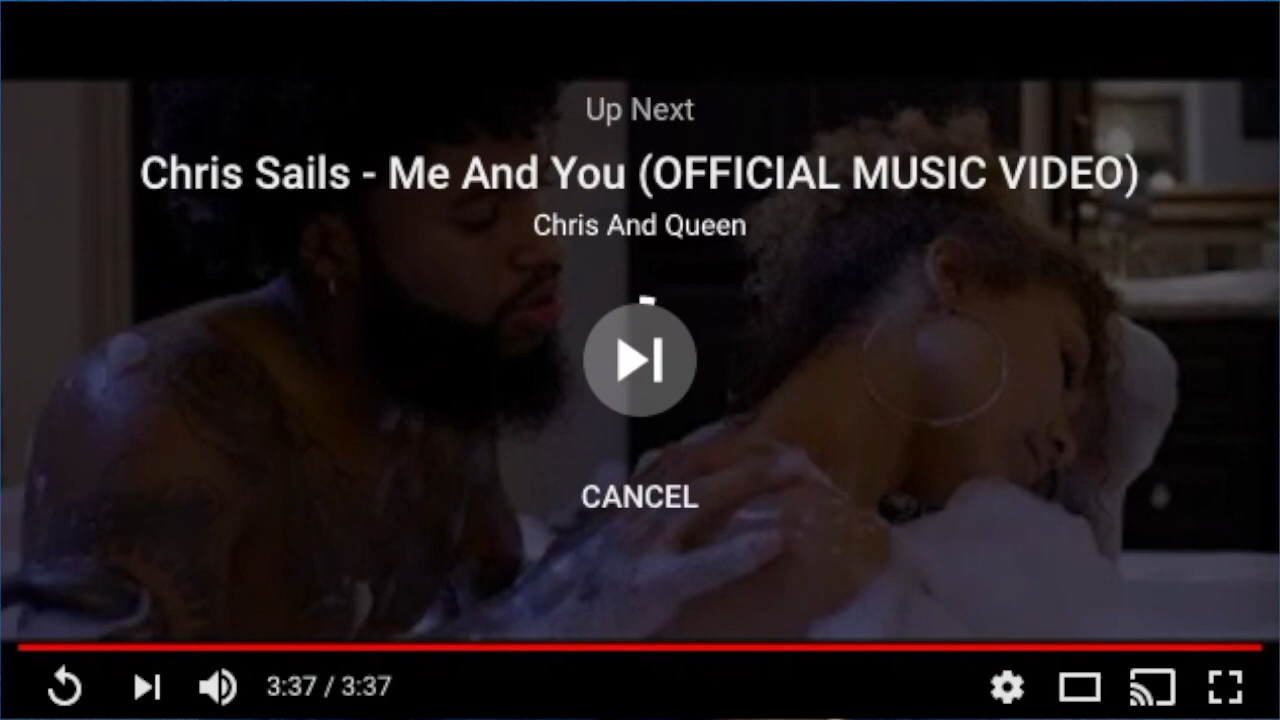 Up Next
Chris Sails - Me And You (OFFICIAL MUSIC VIDEO)
Chris And Queen
CANCEL
3:37 / 3:37